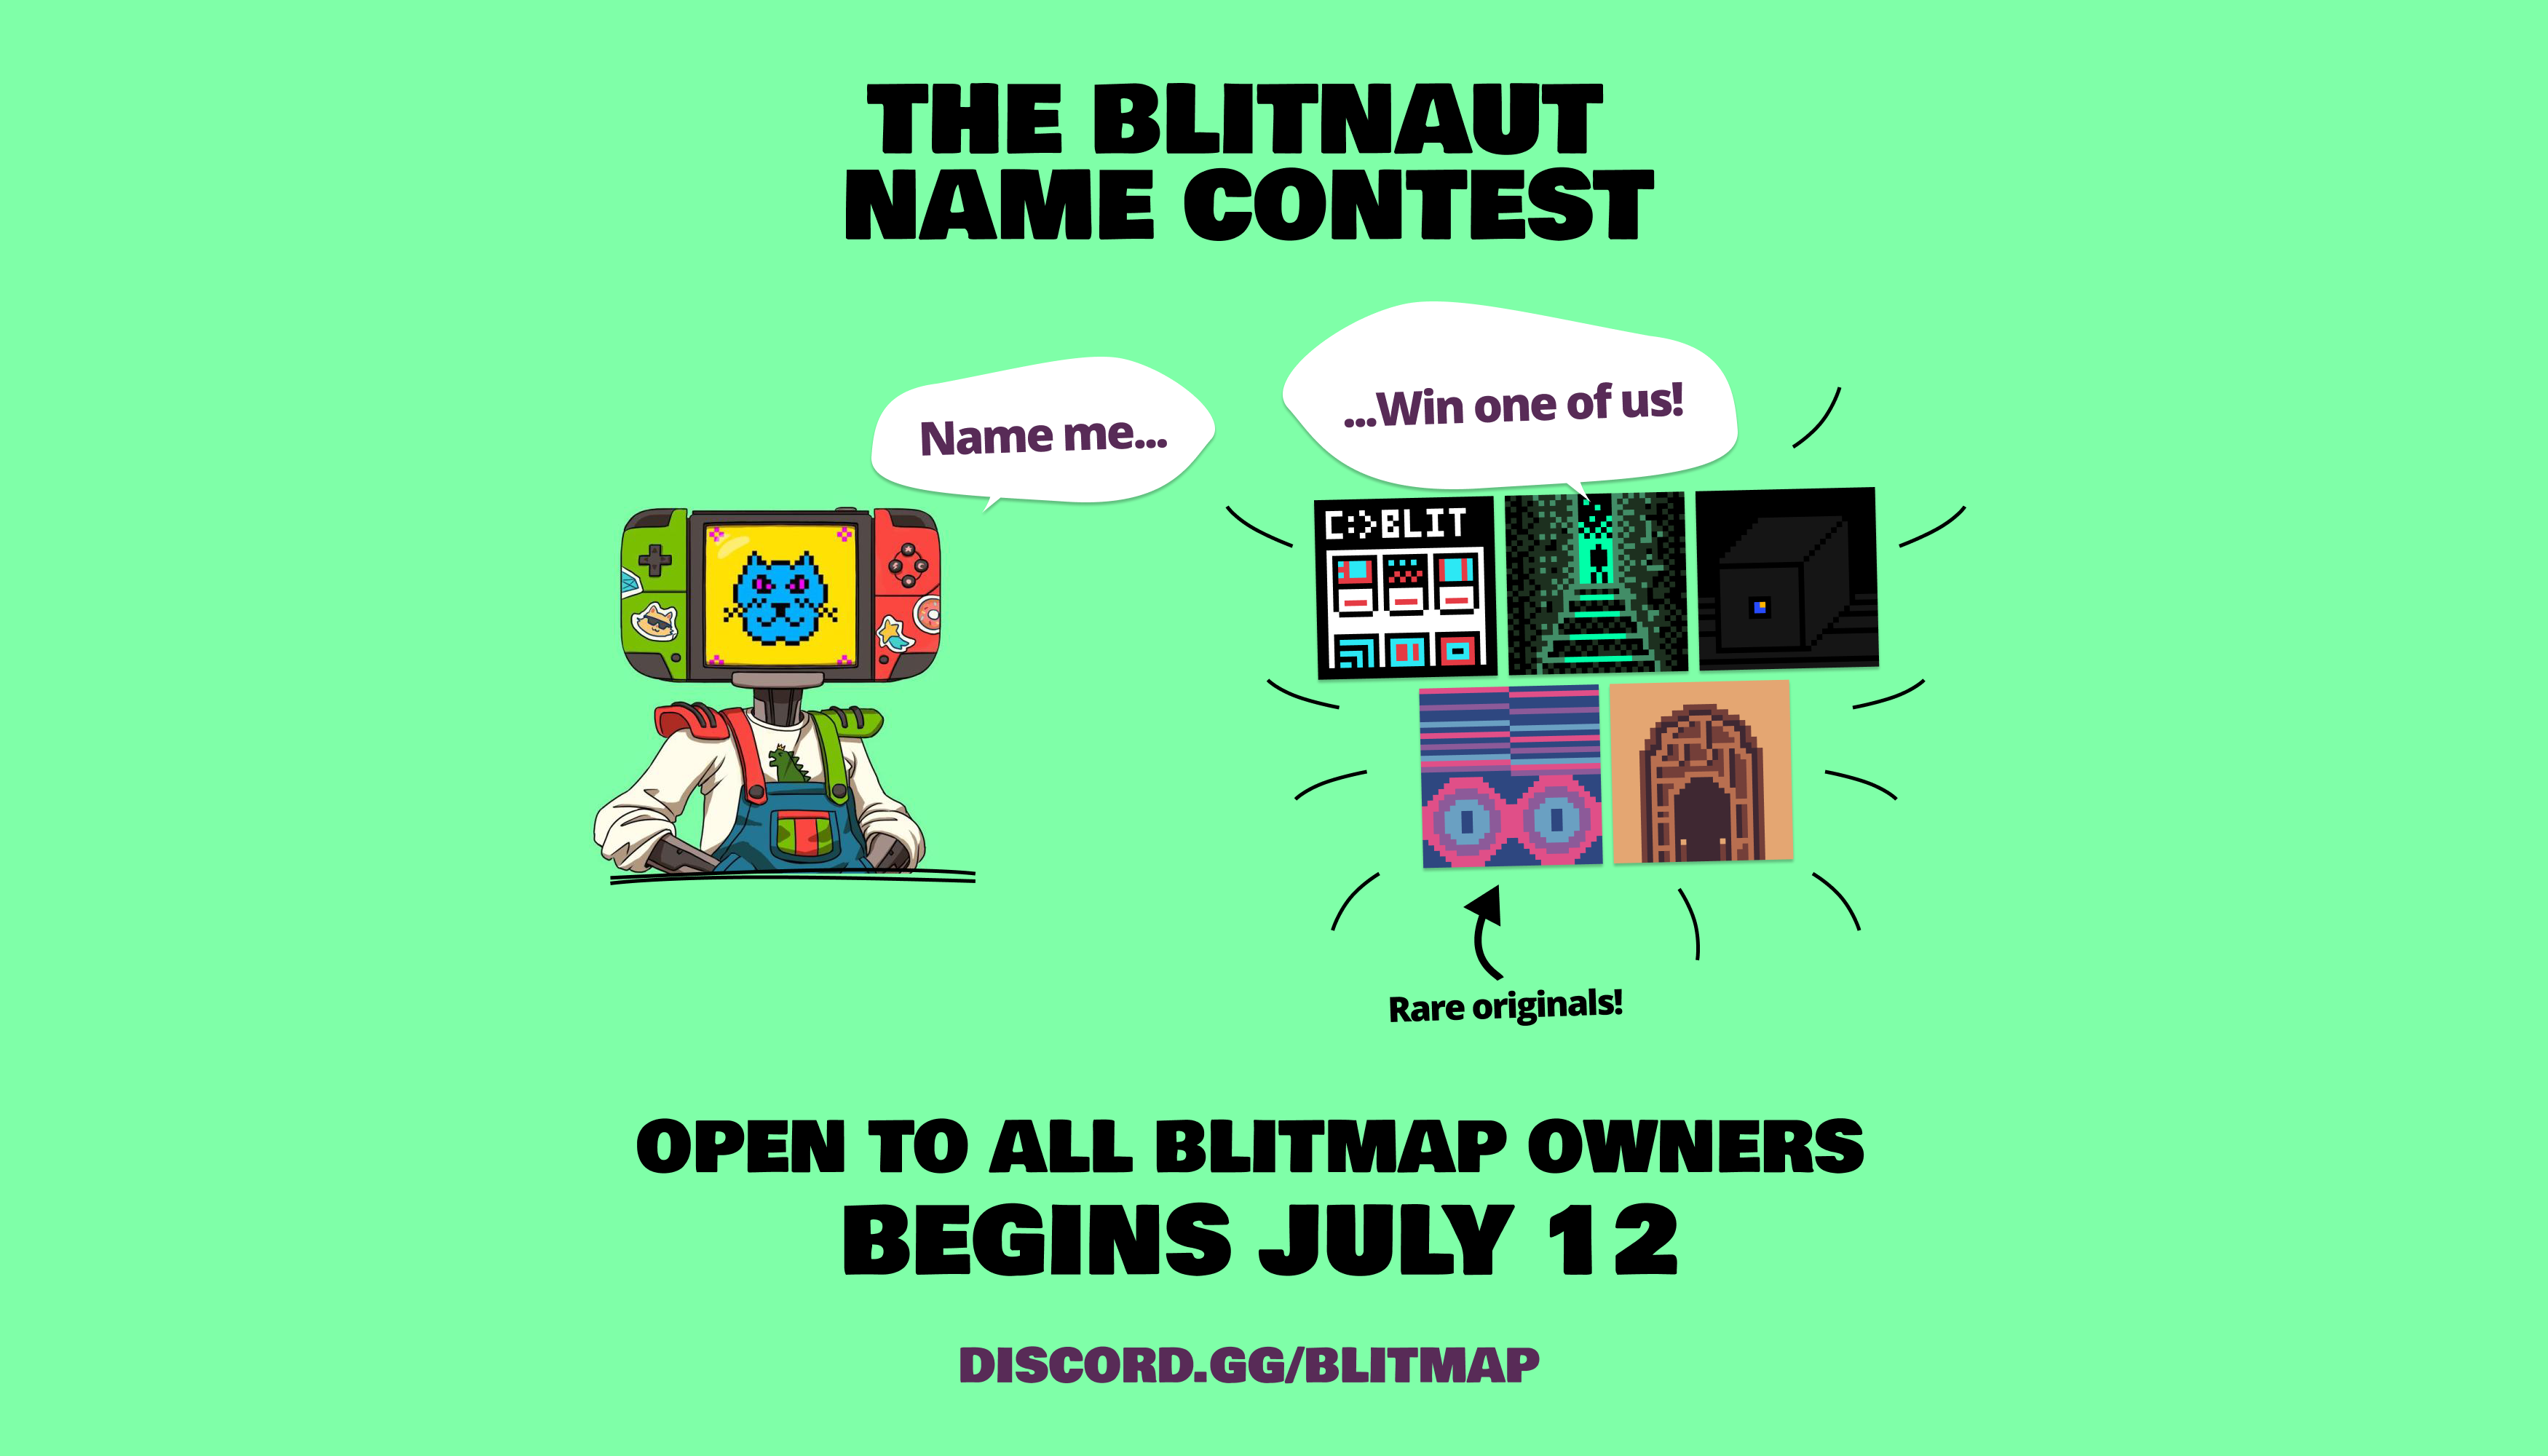 THE BLITNAUT
NAME CONTEST
Name me...
...Win one of us!
C:>BLIT
Rare originals!
OPEN TO ALL BLITMAP OWNERS
BEGINS JULY 12
DISCORD.GG/BLITMAP